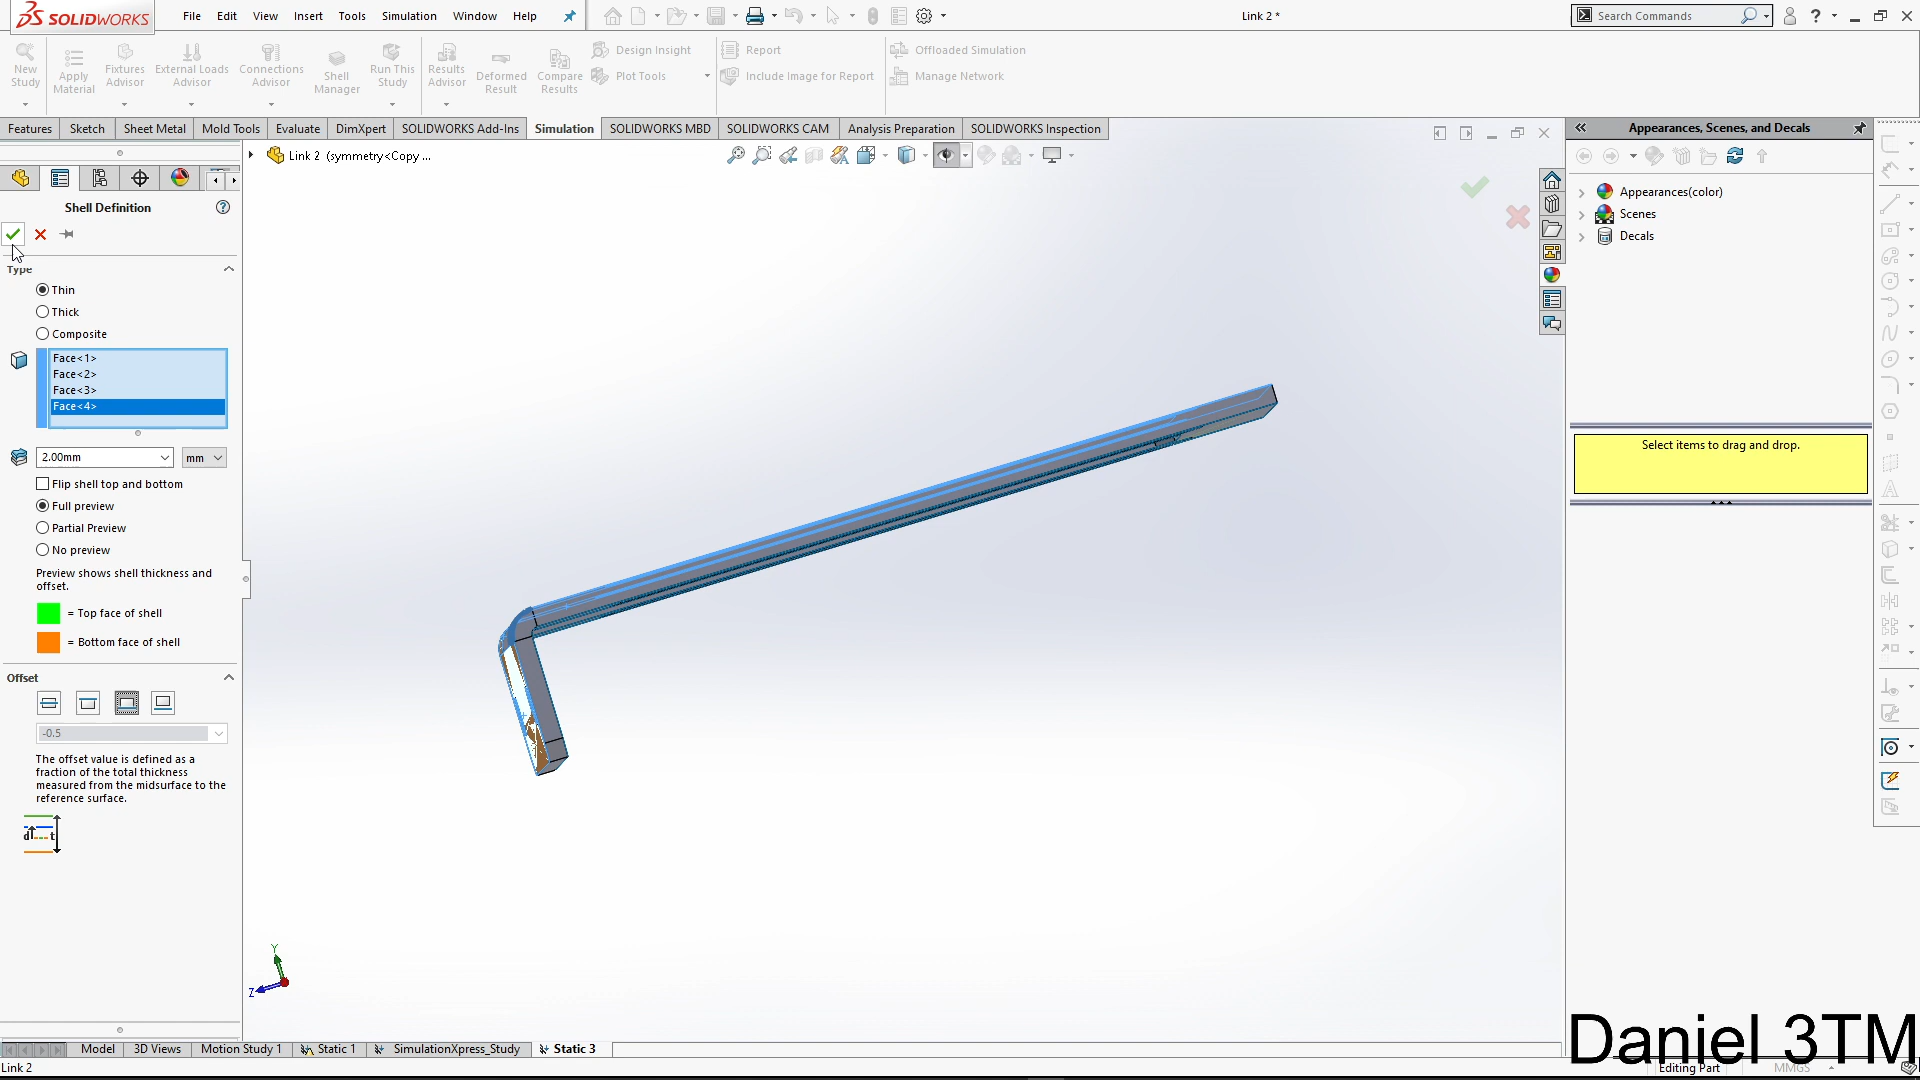 SOLIDWORKS
File Edit View Insert Tools Simulation Window Help
Link 2 *
Search Commands
New Study
Apply Material
Fixtures Advisor
External Loads Advisor
Connections Advisor
Shell Manager
Run This Study
Results Advisor
Deformed Result
Compare Results
Design Insight
Plot Tools
Report
Include Image for Report
Offloaded Simulation
Manage Network
Features Sketch Sheet Metal Mold Tools Evaluate DimXpert SOLIDWORKS Add-Ins Simulation SOLIDWORKS MBD SOLIDWORKS CAM Analysis Preparation SOLIDWORKS Inspection
Link 2 (symmetry<Copy ...
Shell Definition
Type
Thin
Thick
Composite
Face<1>
Face<2>
Face<3>
Face<4>
2.00mm mm
Flip shell top and bottom
Full preview
Partial Preview
No preview
Preview shows shell thickness and
offset.
= Top face of shell
= Bottom face of shell
Offset
-0.5
The offset value is defined as a
fraction of the total thickness
measured from the midsurface to the
reference surface.
d t
Y
Z
Appearances, Scenes, and Decals
Appearances(color)
Scenes
Decals
Select items to drag and drop.
Model 3D Views Motion Study 1 Static 1 SimulationXpress_Study Static 3
Link 2
Editing Part MMGS
Daniel 3TM